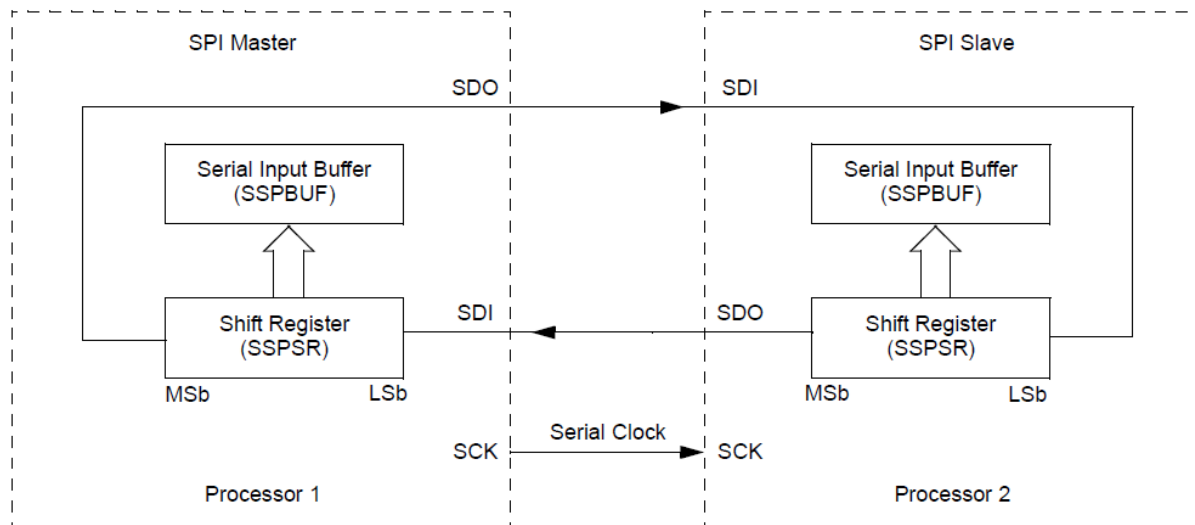 SPI Master
SPI Slave
SDO
SDI
Serial Input Buffer
(SSPBUF)
Serial Input Buffer
(SSPBUF)
Shift Register
(SSPSR)
SDI
SDO
Shift Register
(SSPSR)
MSb
LSb
MSb
LSb
Serial Clock
SCK
SCK
Processor 1
Processor 2